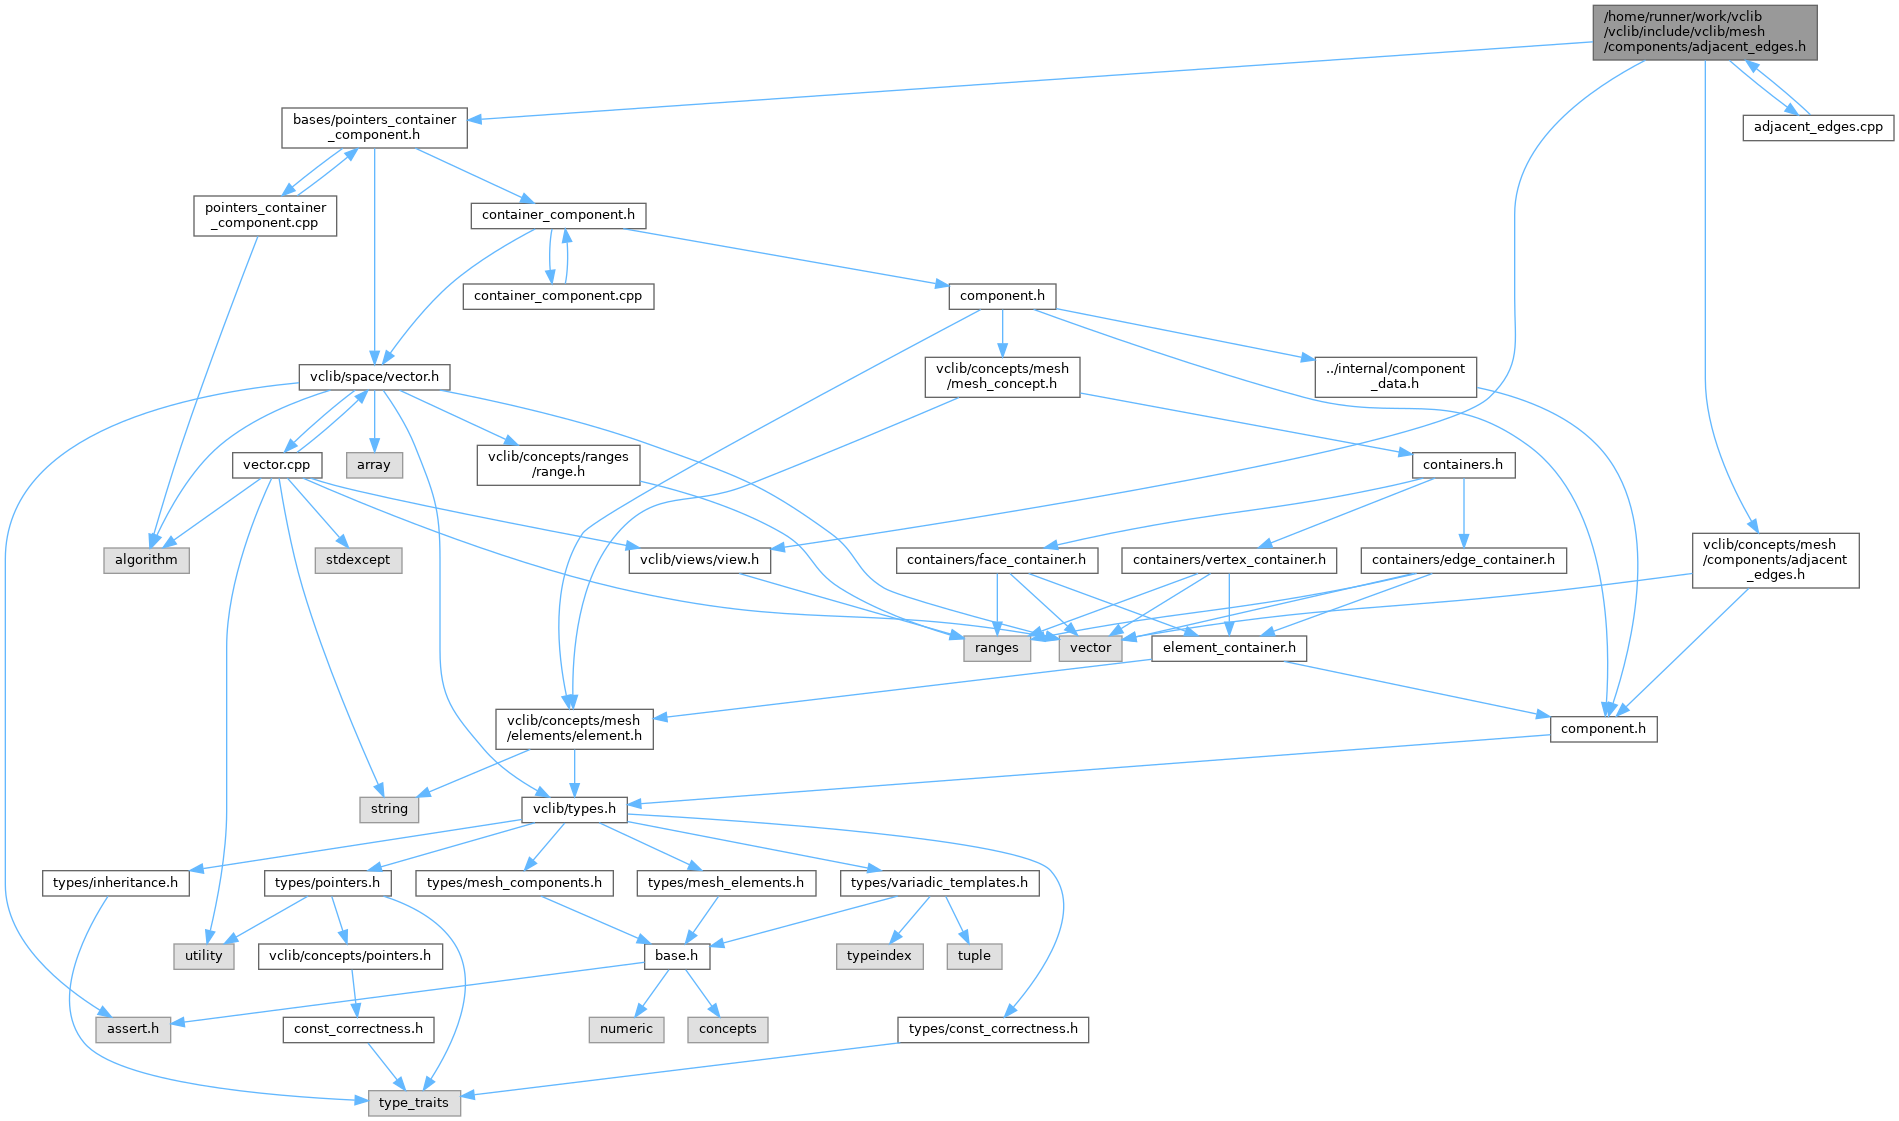 /home/runner/work/vclib
/vclib/include/vclib/mesh
/components/adjacent_edges.h
bases/pointers_container
_component.h
adjacent_edges.cpp
pointers_container
_component.cpp
container_component.h
container_component.cpp
component.h
vclib/space/vector.h
vclib/concepts/mesh
/mesh_concept.h
../internal/component
_data.h
vector.cpp
array
vclib/concepts/ranges
/range.h
containers.h
algorithm
stdexcept
vclib/views/view.h
containers/face_container.h
containers/vertex_container.h
containers/edge_container.h
vclib/concepts/mesh
/components/adjacent
_edges.h
ranges
vector
element_container.h
vclib/concepts/mesh
/elements/element.h
component.h
string
vclib/types.h
types/inheritance.h
types/pointers.h
types/mesh_components.h
types/mesh_elements.h
types/variadic_templates.h
utility
vclib/concepts/pointers.h
base.h
typeindex
tuple
assert.h
const_correctness.h
numeric
concepts
types/const_correctness.h
type_traits